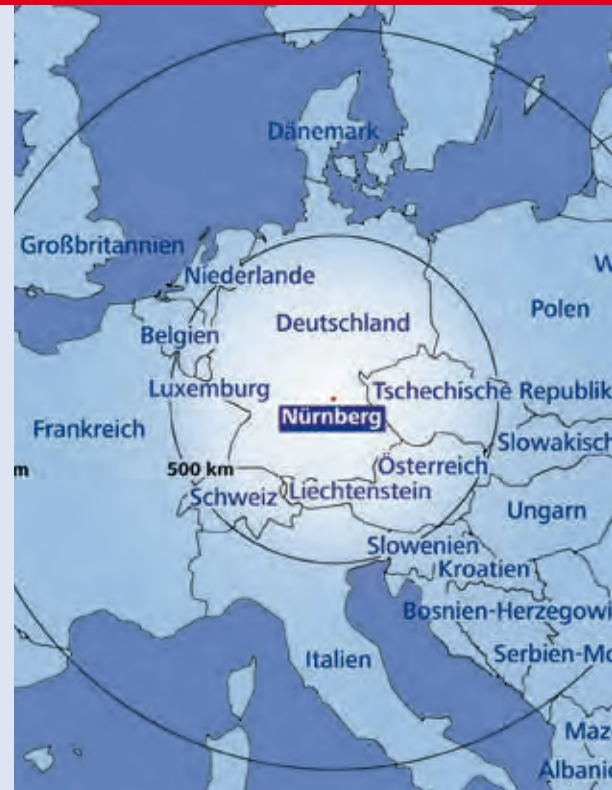 Dänemark
Großbritannien
Niederlande
W
Polen
Deutschland
Belgien
Luxemburg
Tschechische Republik
Nürnberg
Frankreich
Slowakisch
m
500 km
Österreich
Schweiz
Liechtenstein
Ungarn
Slowenien
Kroatien
Bosnien-Herzegowi
Italien
Serbien-Mo
Maz
Albanie